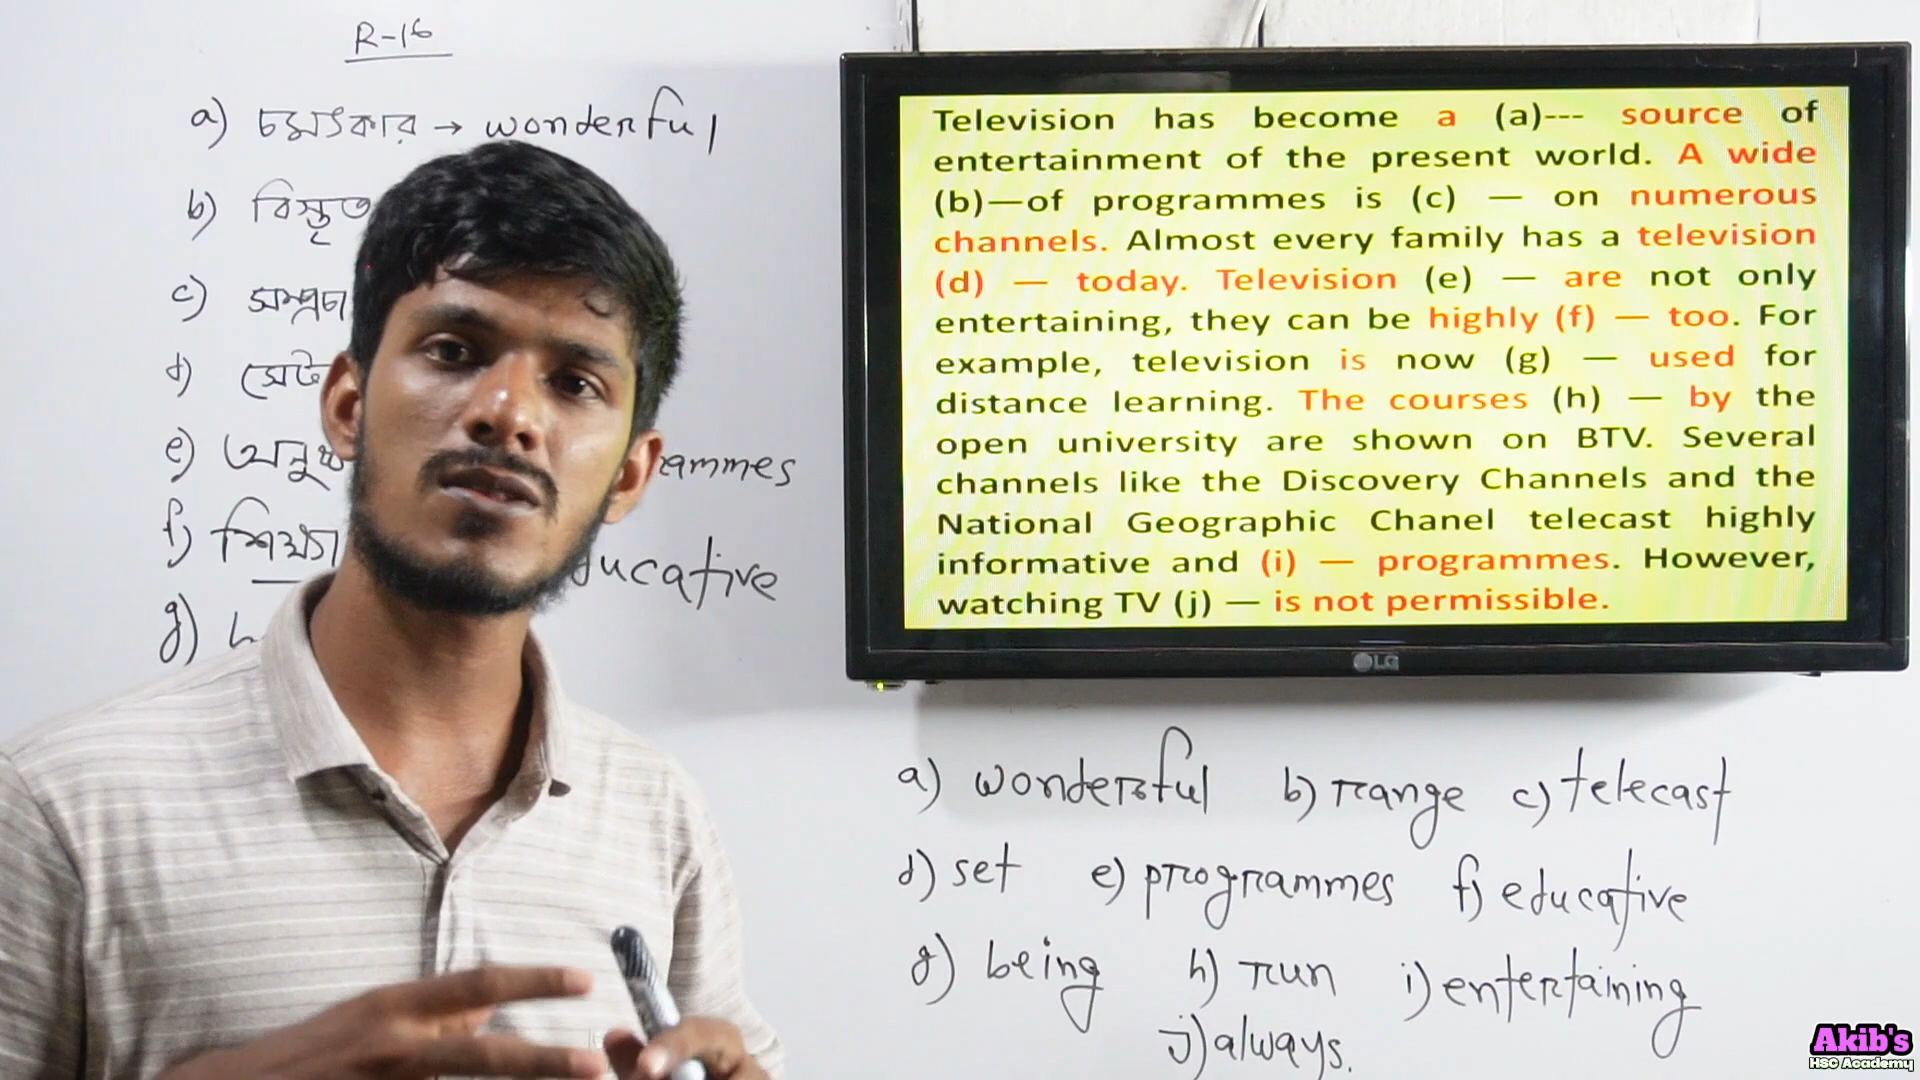 R-16
a) চমৎকার → wonderful
b) বিস্তৃত
c) সম্প্রচা
d) সেট
e) অনুষ্ঠ
rammes
f) শিক্ষা
educative
g)
Television has become a (a)--- source of
entertainment of the present world. A wide
(b)—of programmes is (c) — on numerous
channels. Almost every family has a television
(d) — today. Television (e) — are not only
entertaining, they can be highly (f) — too. For
example, television is now (g) — used for
distance learning. The courses (h) — by the
open university are shown on BTV. Several
channels like the Discovery Channels and the
National Geographic Chanel telecast highly
informative and (i) — programmes. However,
watching TV (j) — is not permissible.
LG
a) wonderful b) range c) telecast
d) set e) programmes f) educative
g) being h) run i) entertaining
j) always.
Akib's
HSC Academy